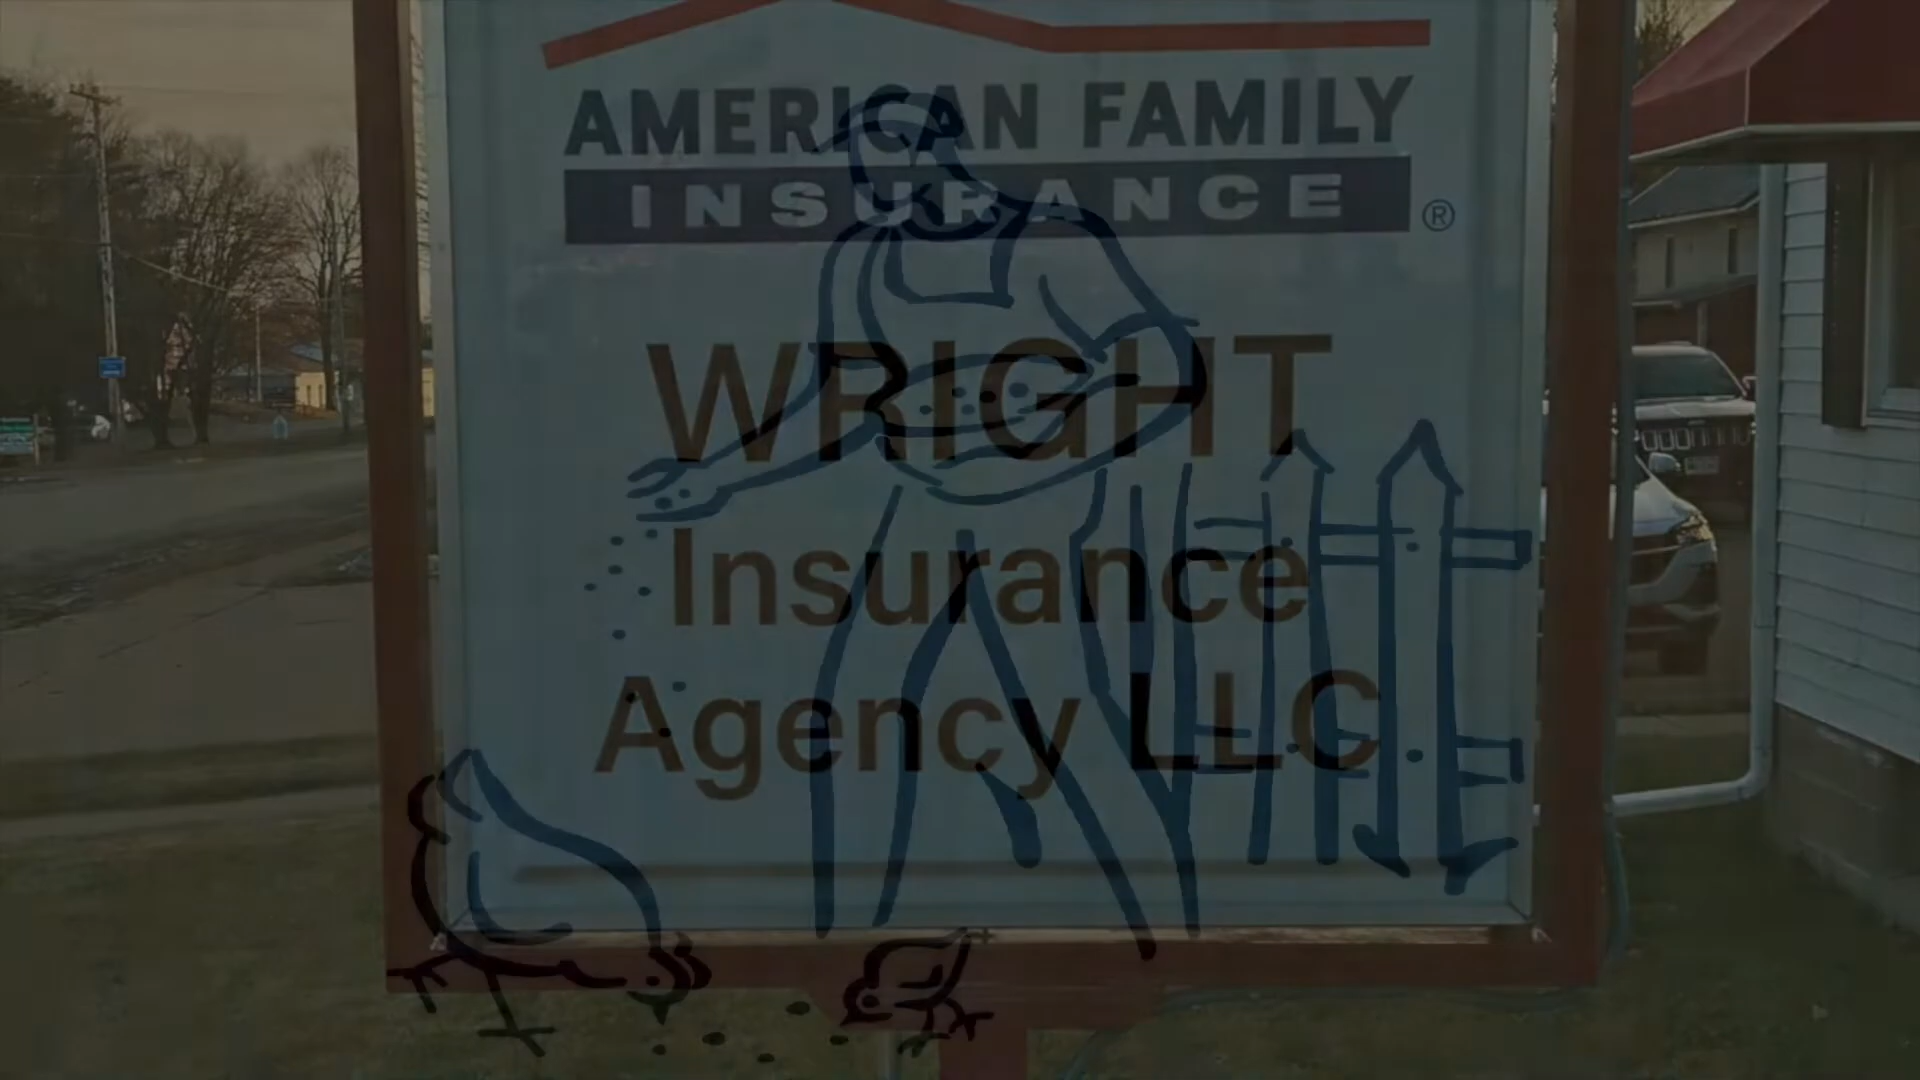 AMERICAN FAMILY
INSURANCE ®
WRIGHT
Insurance
Agency LLC